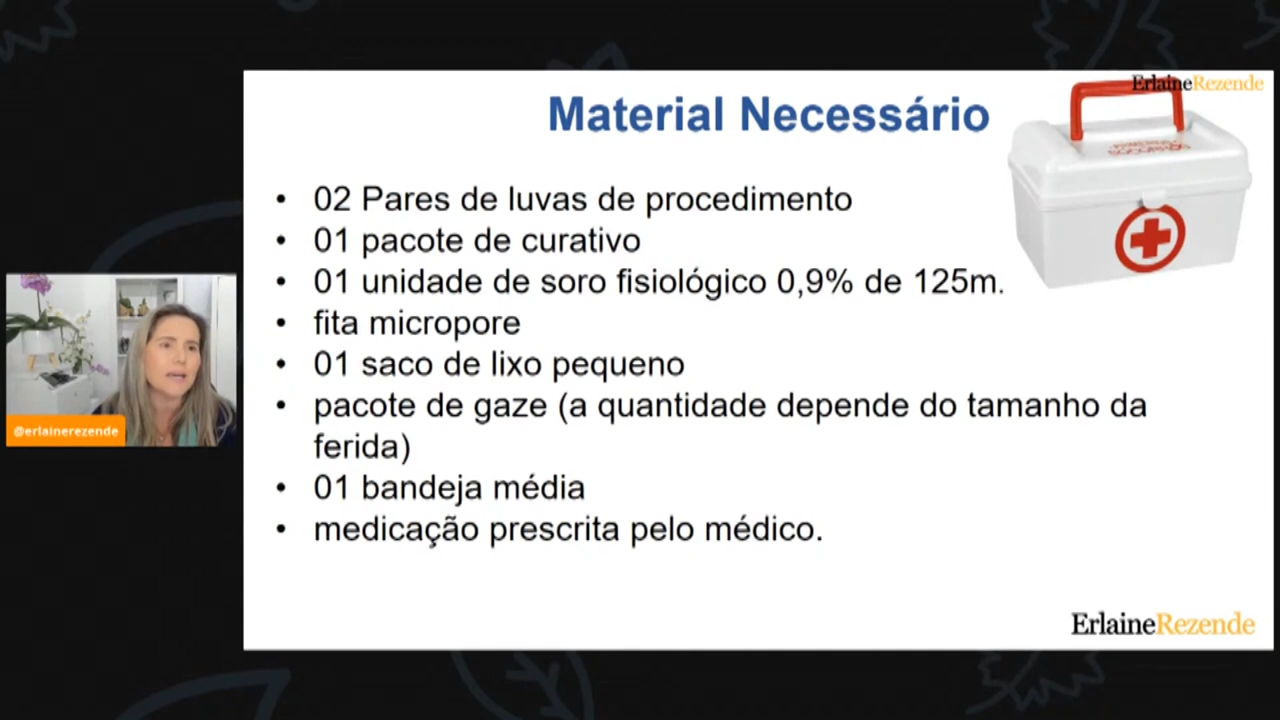 ErlaineRezende
Material Necessário
• 02 Pares de luvas de procedimento
• 01 pacote de curativo
• 01 unidade de soro fisiológico 0,9% de 125m.
• fita micropore
• 01 saco de lixo pequeno
• pacote de gaze (a quantidade depende do tamanho da
ferida)
• 01 bandeja média
• medicação prescrita pelo médico.
@erlainerezende
ErlaineRezende